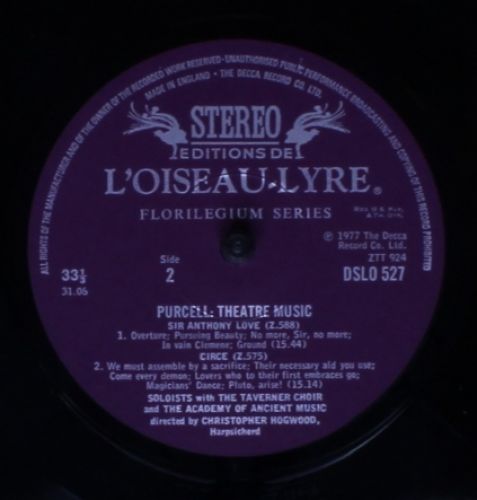 ALL RIGHTS OF THE MANUFACTURER AND OF THE OWNER OF THE RECORDED WORK RESERVED · UNAUTHORISED PUBLIC PERFORMANCE BROADCASTING AND COPYING OF THIS RECORD PROHIBITED
MADE IN ENGLAND · THE DECCA RECORD CO. LTD.
STEREO
EDITIONS DE
L'OISEAU-LYRE®
FLORILEGIUM SERIES
℗ 1977 The Decca
Record Co. Ltd.
ZTT 924
Side
2
33⅓
31.06
DSLO 527
PURCELL: THEATRE MUSIC
SIR ANTHONY LOVE (Z.588)
1. Overture; Pursuing Beauty; No more, Sir, no more;
In vain Clemene; Ground (15.44)
CIRCE (Z.575)
2. We must assemble by a sacrifice; Their necessary aid you use;
Come every demon; Lovers who to their first embraces go;
Magicians' Dance; Pluto, arise! (15.14)
SOLOISTS with THE TAVERNER CHOIR
and THE ACADEMY OF ANCIENT MUSIC
directed by CHRISTOPHER HOGWOOD,
Harpsichord